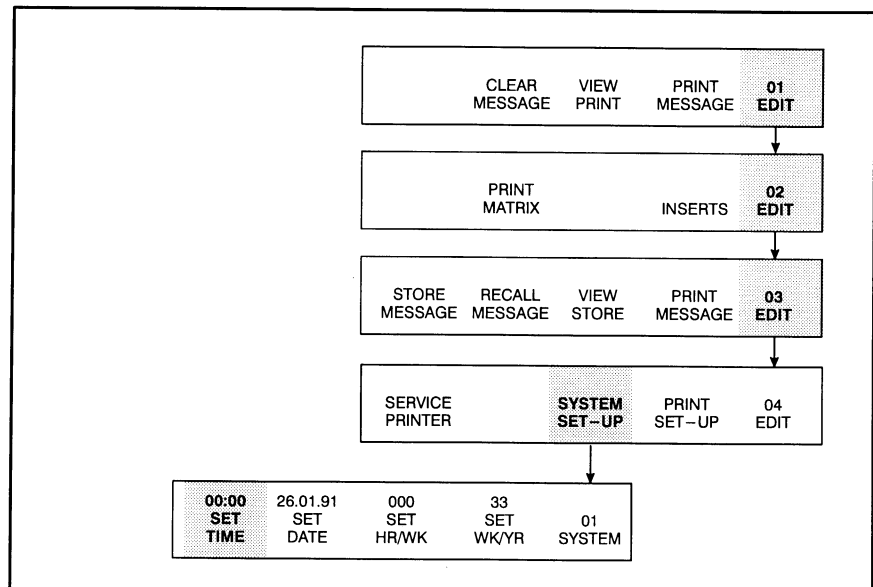 CLEAR VIEW PRINT 01
MESSAGE PRINT MESSAGE EDIT
PRINT 02
MATRIX INSERTS EDIT
STORE RECALL VIEW PRINT 03
MESSAGE MESSAGE STORE MESSAGE EDIT
SERVICE SYSTEM PRINT 04
PRINTER SET-UP SET-UP EDIT
00:00 26.01.91 000 33
SET SET SET SET 01
TIME DATE HR/WK WK/YR SYSTEM